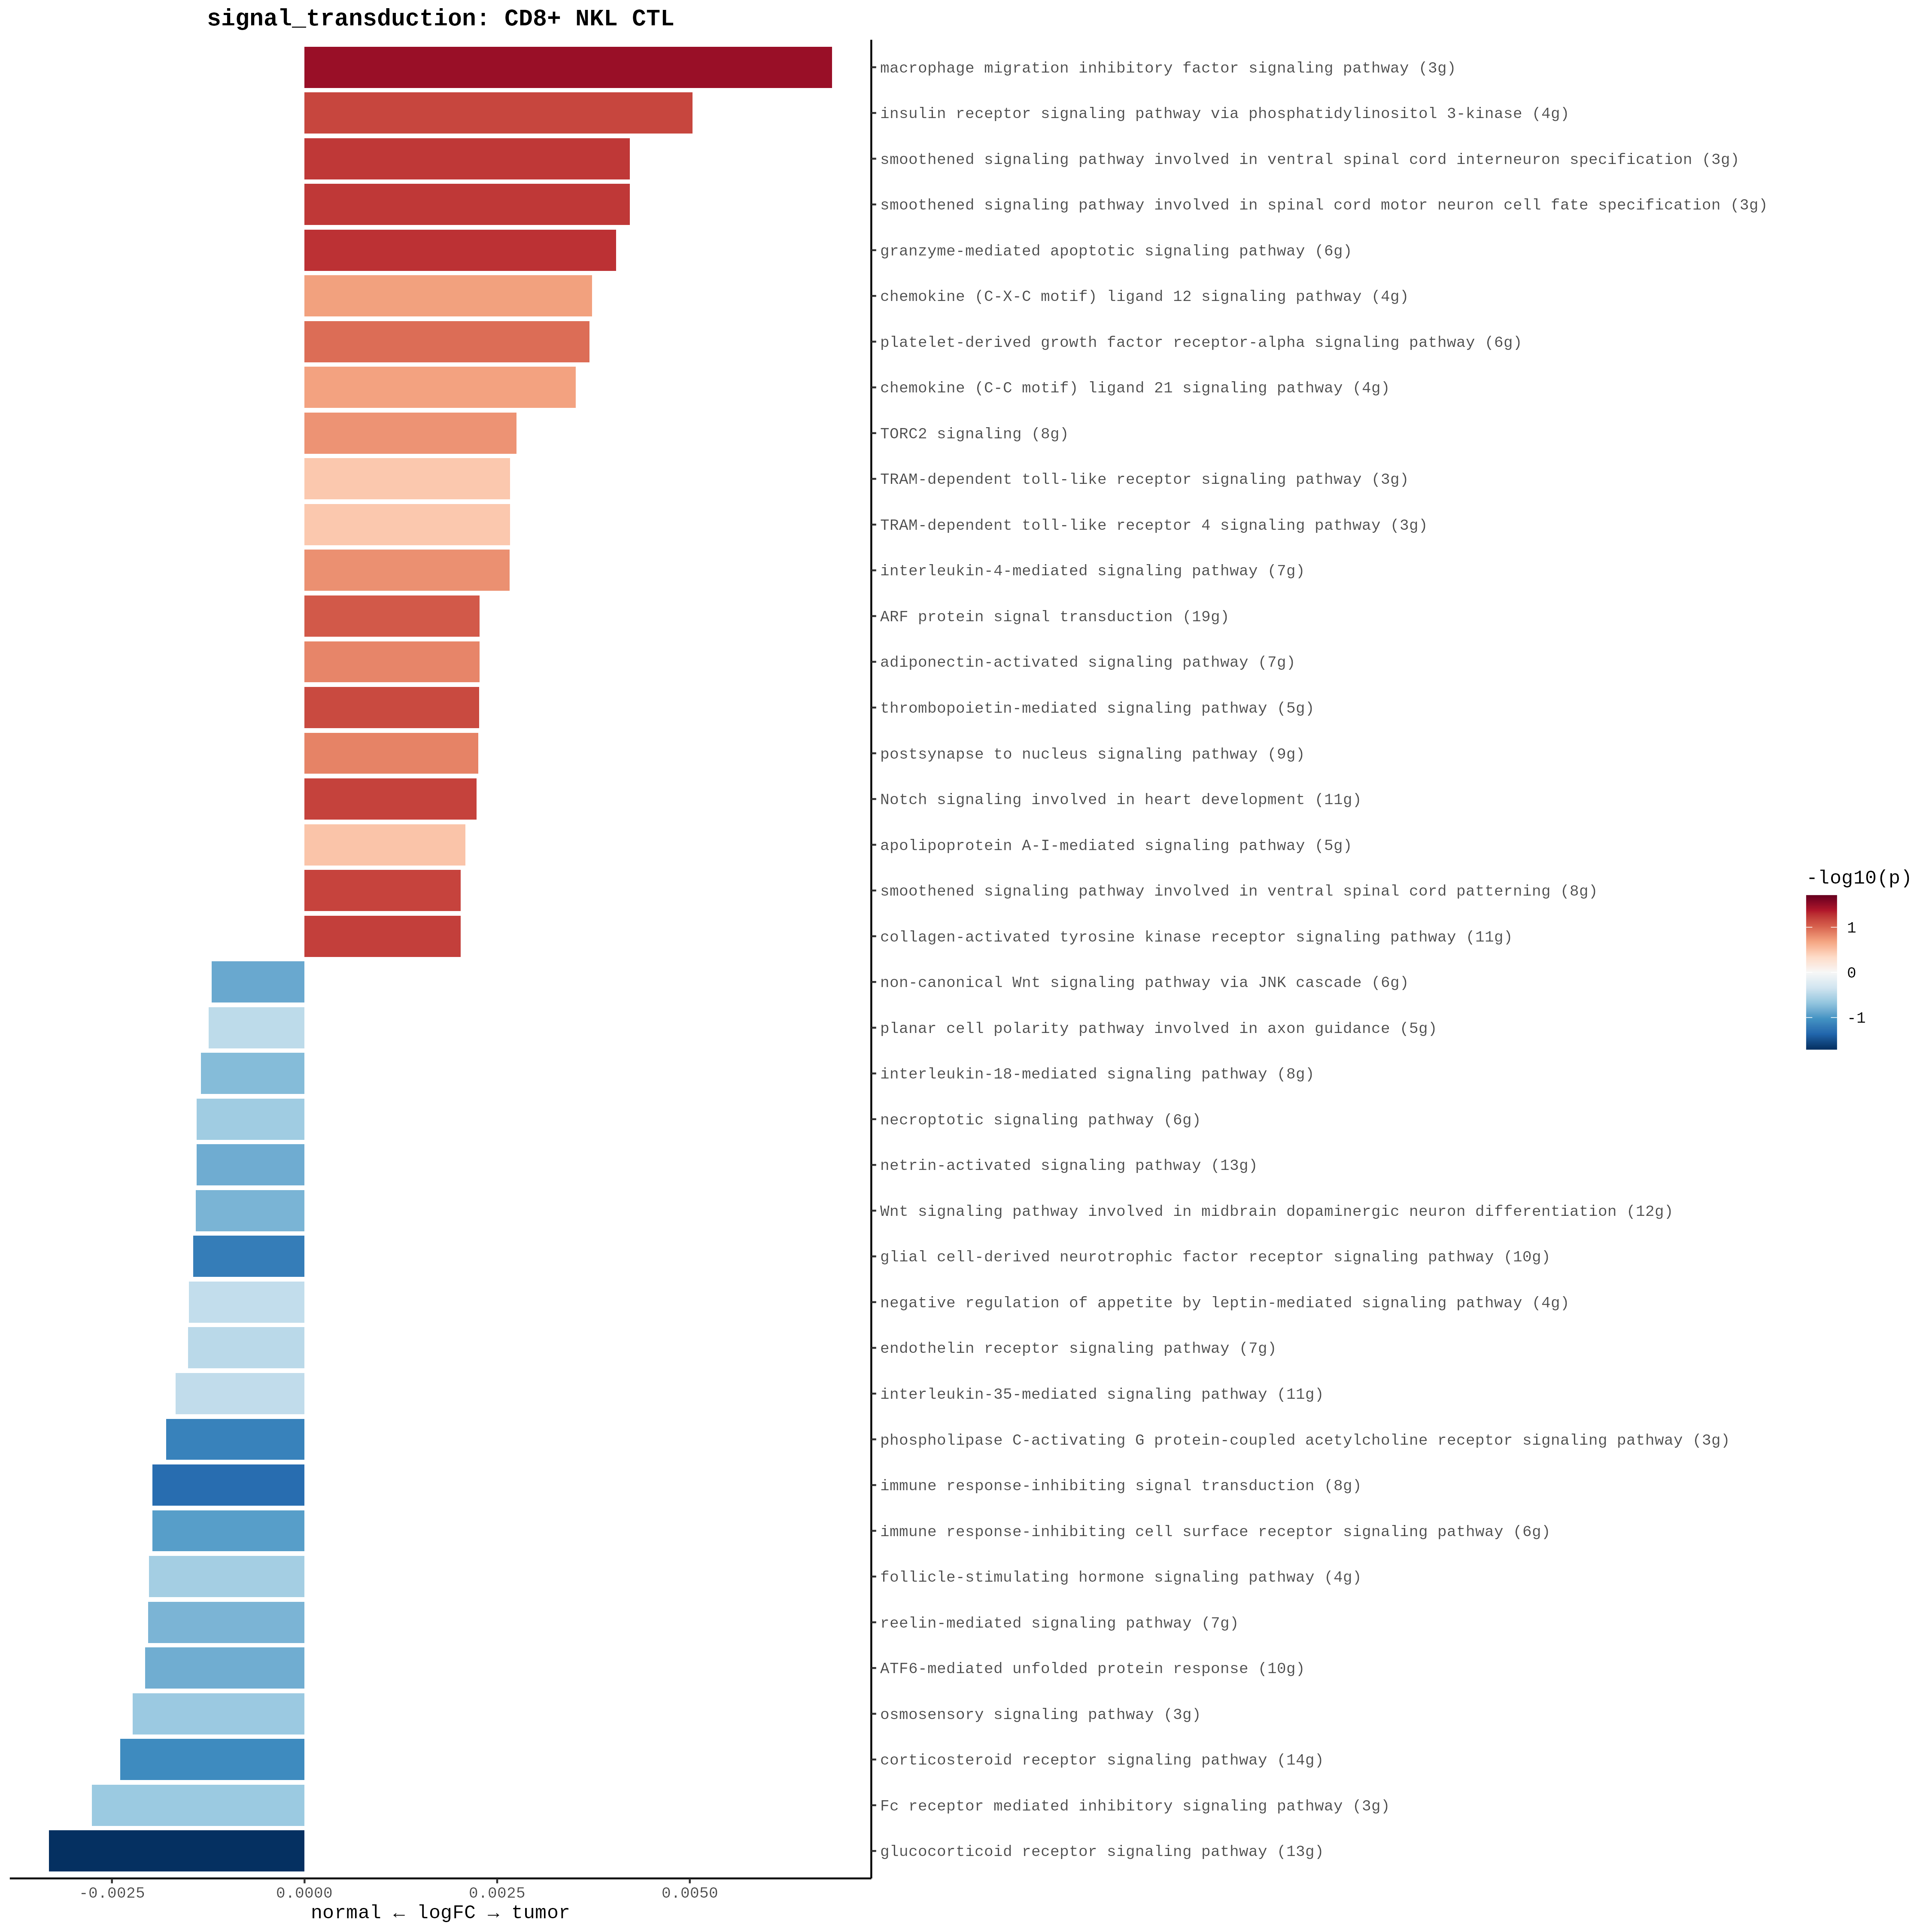 signal_transduction: CD8+ NKL CTL
macrophage migration inhibitory factor signaling pathway (3g)
insulin receptor signaling pathway via phosphatidylinositol 3-kinase (4g)
smoothened signaling pathway involved in ventral spinal cord interneuron specification (3g)
smoothened signaling pathway involved in spinal cord motor neuron cell fate specification (3g)
granzyme-mediated apoptotic signaling pathway (6g)
chemokine (C-X-C motif) ligand 12 signaling pathway (4g)
platelet-derived growth factor receptor-alpha signaling pathway (6g)
chemokine (C-C motif) ligand 21 signaling pathway (4g)
TORC2 signaling (8g)
TRAM-dependent toll-like receptor signaling pathway (3g)
TRAM-dependent toll-like receptor 4 signaling pathway (3g)
interleukin-4-mediated signaling pathway (7g)
ARF protein signal transduction (19g)
adiponectin-activated signaling pathway (7g)
thrombopoietin-mediated signaling pathway (5g)
postsynapse to nucleus signaling pathway (9g)
Notch signaling involved in heart development (11g)
apolipoprotein A-I-mediated signaling pathway (5g)
smoothened signaling pathway involved in ventral spinal cord patterning (8g)
collagen-activated tyrosine kinase receptor signaling pathway (11g)
non-canonical Wnt signaling pathway via JNK cascade (6g)
planar cell polarity pathway involved in axon guidance (5g)
interleukin-18-mediated signaling pathway (8g)
necroptotic signaling pathway (6g)
netrin-activated signaling pathway (13g)
Wnt signaling pathway involved in midbrain dopaminergic neuron differentiation (12g)
glial cell-derived neurotrophic factor receptor signaling pathway (10g)
negative regulation of appetite by leptin-mediated signaling pathway (4g)
endothelin receptor signaling pathway (7g)
interleukin-35-mediated signaling pathway (11g)
phospholipase C-activating G protein-coupled acetylcholine receptor signaling pathway (3g)
immune response-inhibiting signal transduction (8g)
immune response-inhibiting cell surface receptor signaling pathway (6g)
follicle-stimulating hormone signaling pathway (4g)
reelin-mediated signaling pathway (7g)
ATF6-mediated unfolded protein response (10g)
osmosensory signaling pathway (3g)
corticosteroid receptor signaling pathway (14g)
Fc receptor mediated inhibitory signaling pathway (3g)
glucocorticoid receptor signaling pathway (13g)
-0.0025 0.0000 0.0025 0.0050
normal ← logFC → tumor
-log10(p)
1
0
-1